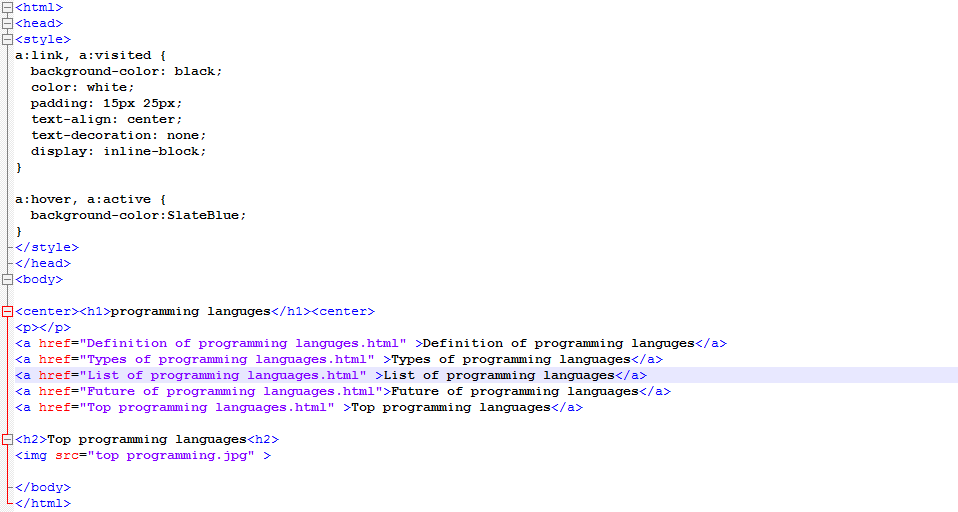 <html>
<head>
<style>
a:link, a:visited {
  background-color: black;
  color: white;
  padding: 15px 25px;
  text-align: center;
  text-decoration: none;
  display: inline-block;
}

a:hover, a:active {
  background-color:SlateBlue;
}
</style>
</head>
<body>

<center><h1>programming languges</h1><center>
<p></p>
<a href="Definition of programming languges.html" >Definition of programming languges</a>
<a href="Types of programming languages.html" >Types of programming languages</a>
<a href="List of programming languages.html" >List of programming languages</a>
<a href="Future of programming languages.html">Future of programming languages</a>
<a href="Top programming languages.html" >Top programming languages</a>

<h2>Top programming languages<h2>
<img src="top programming.jpg" >

</body>
</html>